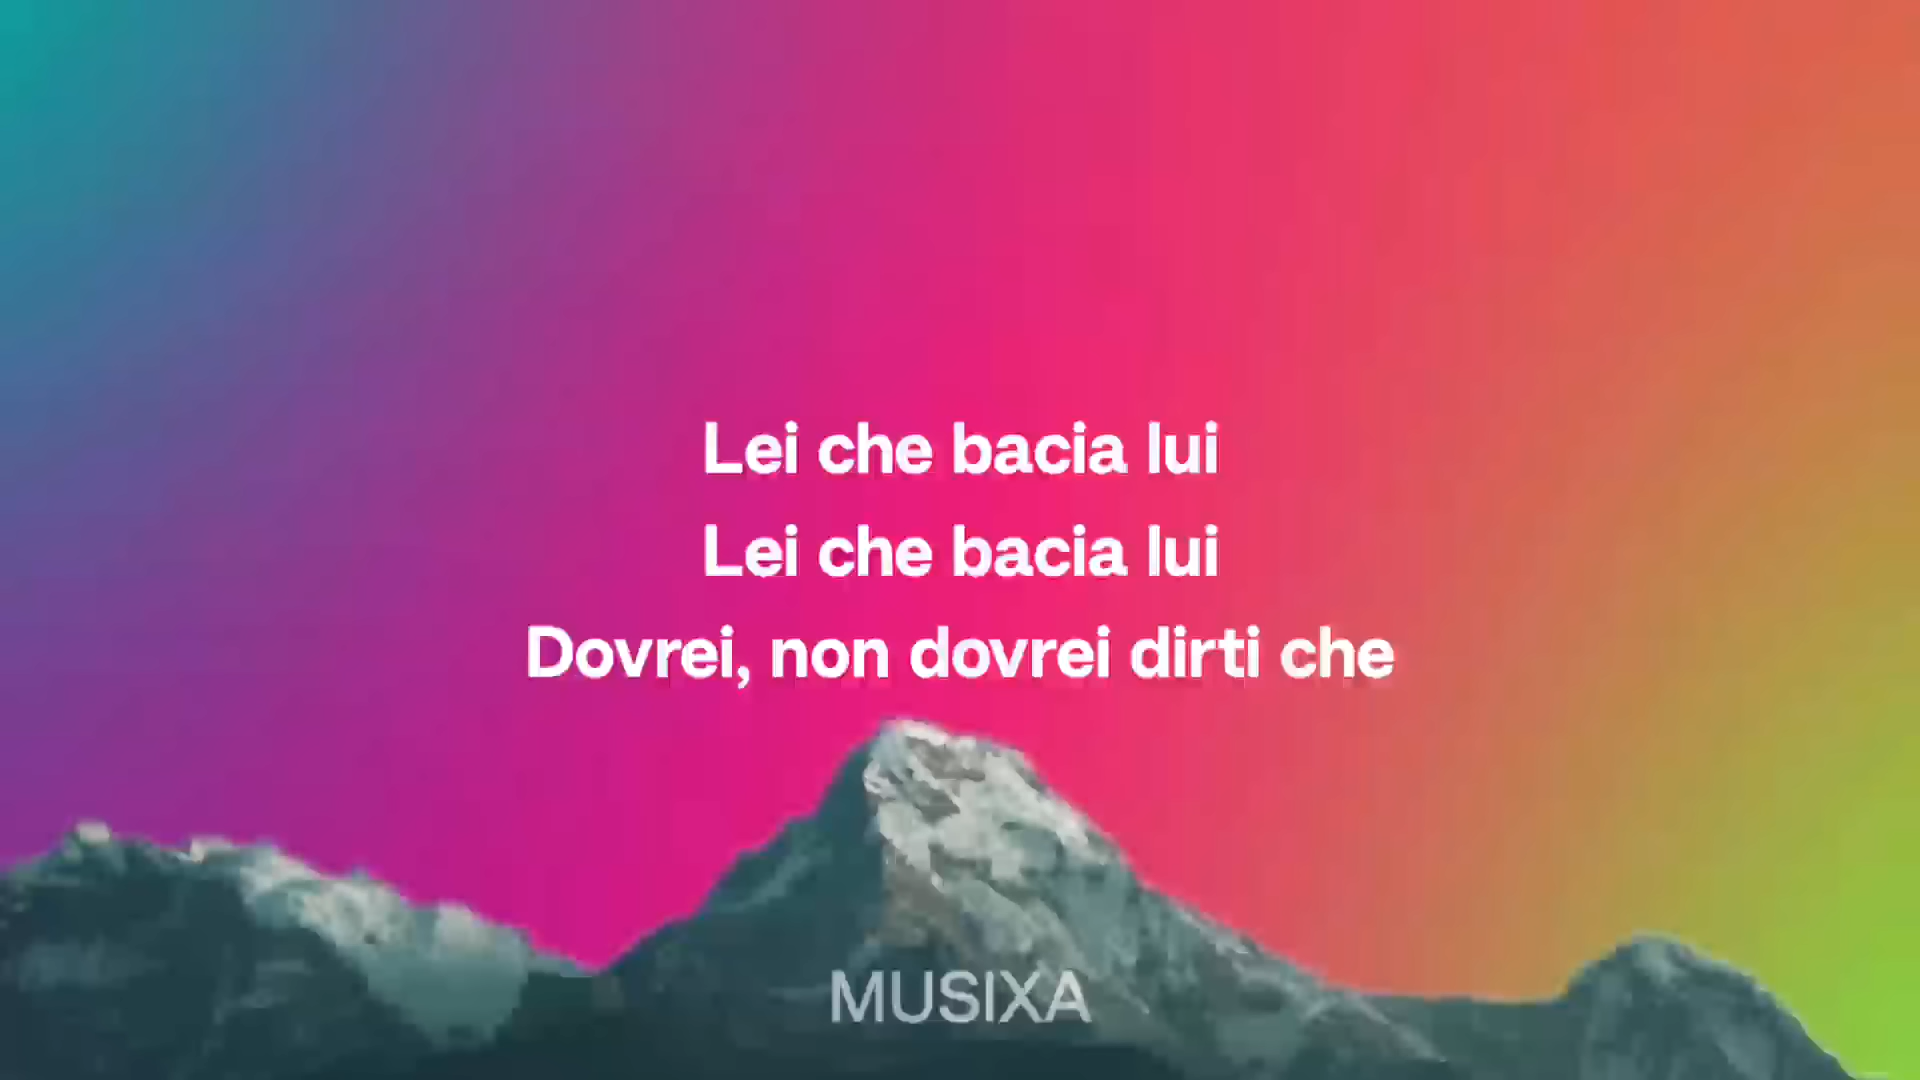 Lei che bacia lui
Lei che bacia lui
Dovrei, non dovrei dirti che
MUSIXA